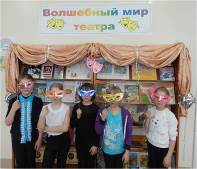 Волшебный мир
театра